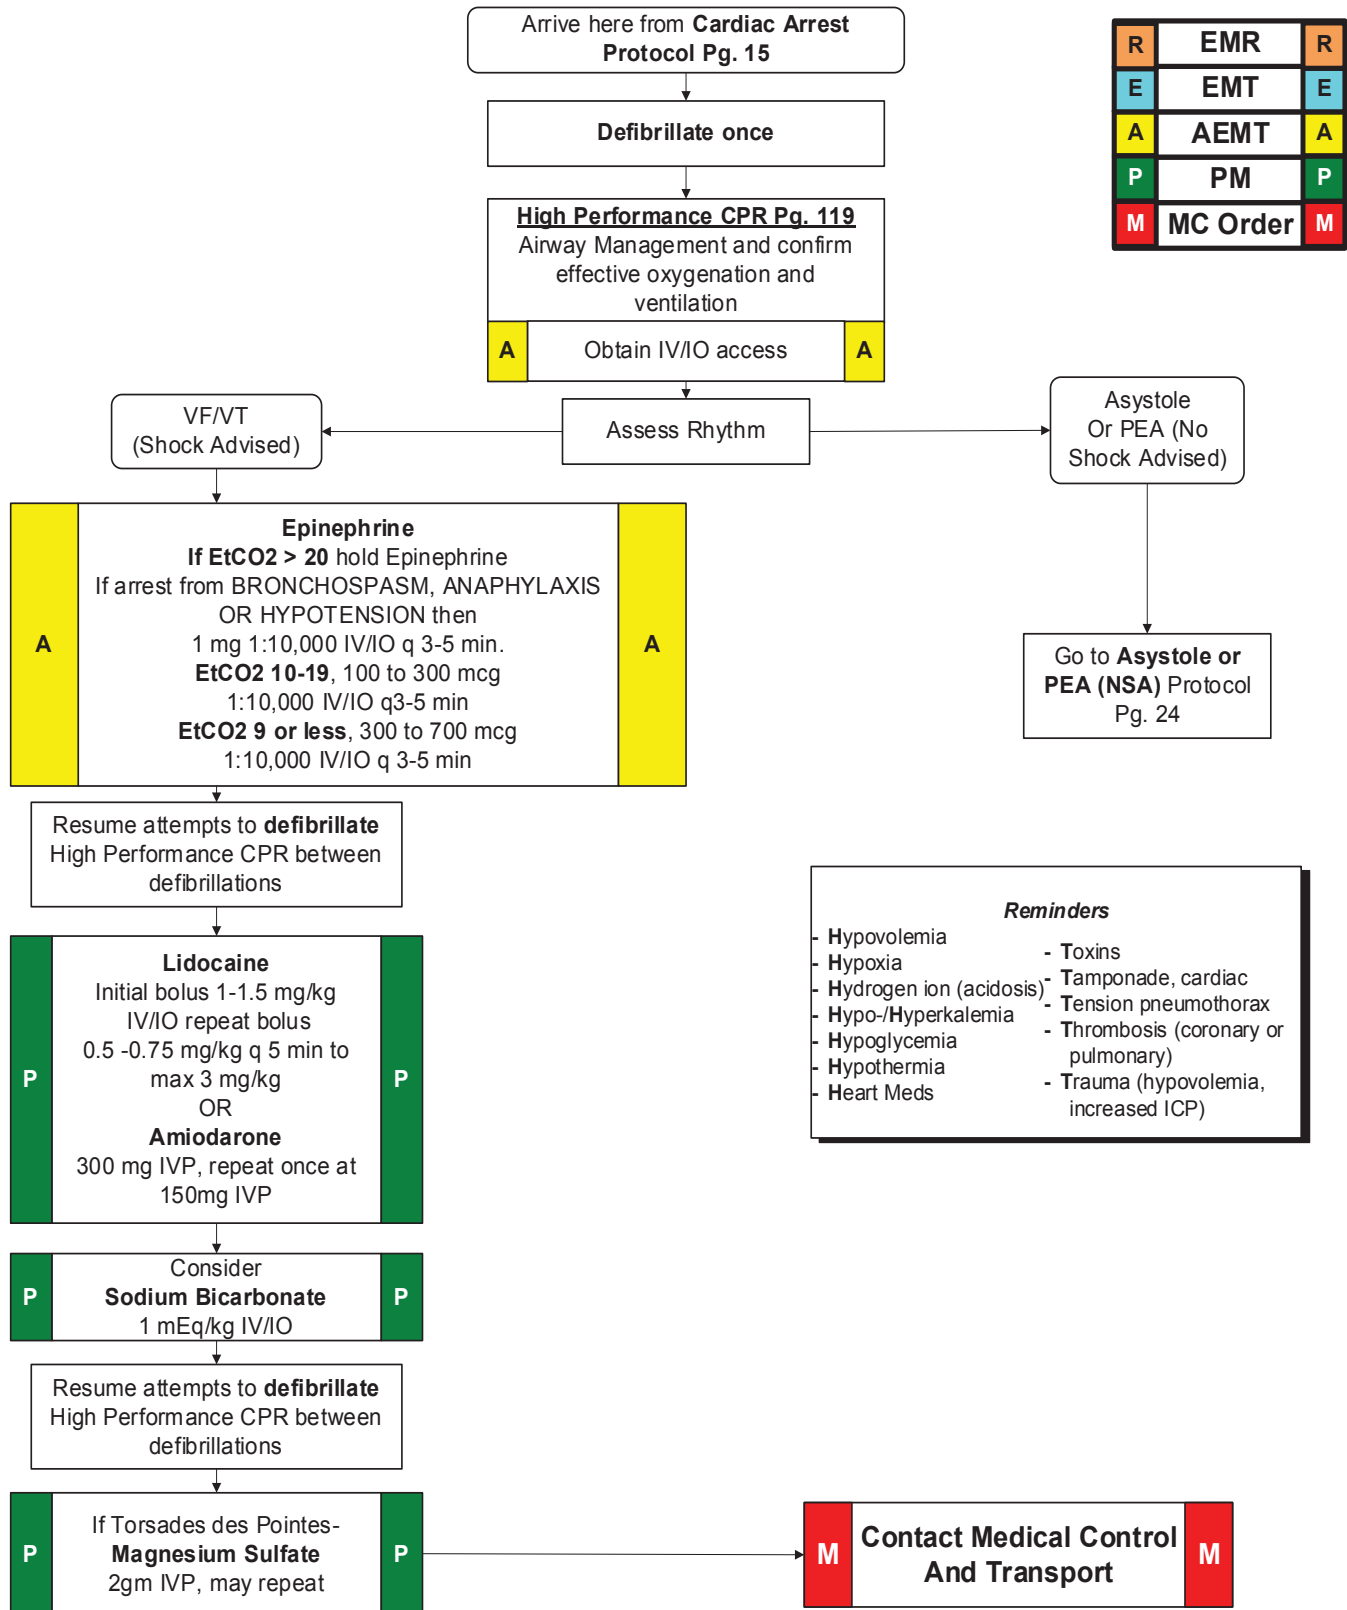 Arrive here from Cardiac Arrest
Protocol Pg. 15
R EMR R
E EMT E
A AEMT A
P PM P
M MC Order M
Defibrillate once
High Performance CPR Pg. 119
Airway Management and confirm
effective oxygenation and
ventilation
A Obtain IV/IO access A
Assess Rhythm
VF/VT
(Shock Advised)
Asystole
Or PEA (No
Shock Advised)
Epinephrine
If EtCO2 > 20 hold Epinephrine
If arrest from BRONCHOSPASM, ANAPHYLAXIS
OR HYPOTENSION then
1 mg 1:10,000 IV/IO q 3-5 min.
A A
EtCO2 10-19, 100 to 300 mcg
1:10,000 IV/IO q3-5 min
EtCO2 9 or less, 300 to 700 mcg
1:10,000 IV/IO q 3-5 min
Go to Asystole or
PEA (NSA) Protocol
Pg. 24
Resume attempts to defibrillate
High Performance CPR between
defibrillations
Reminders
- Hypovolemia
- Hypoxia
- Hydrogen ion (acidosis)
- Hypo-/Hyperkalemia
- Hypoglycemia
- Hypothermia
- Heart Meds
- Toxins
- Tamponade, cardiac
- Tension pneumothorax
- Thrombosis (coronary or
pulmonary)
- Trauma (hypovolemia,
increased ICP)
Lidocaine
Initial bolus 1-1.5 mg/kg
IV/IO repeat bolus
0.5 -0.75 mg/kg q 5 min to
max 3 mg/kg
P P
OR
Amiodarone
300 mg IVP, repeat once at
150mg IVP
Consider
P Sodium Bicarbonate P
1 mEq/kg IV/IO
Resume attempts to defibrillate
High Performance CPR between
defibrillations
If Torsades des Pointes-
P Magnesium Sulfate P
2gm IVP, may repeat
M Contact Medical Control M
And Transport